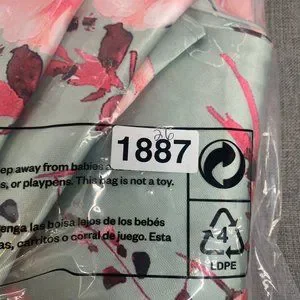 26
1887
eep away from babies
s, or playpens. This bag is not a toy.
enga las bolsa lejos de los bebés
as, carritos o corral de juego. Esta
4
LDPE